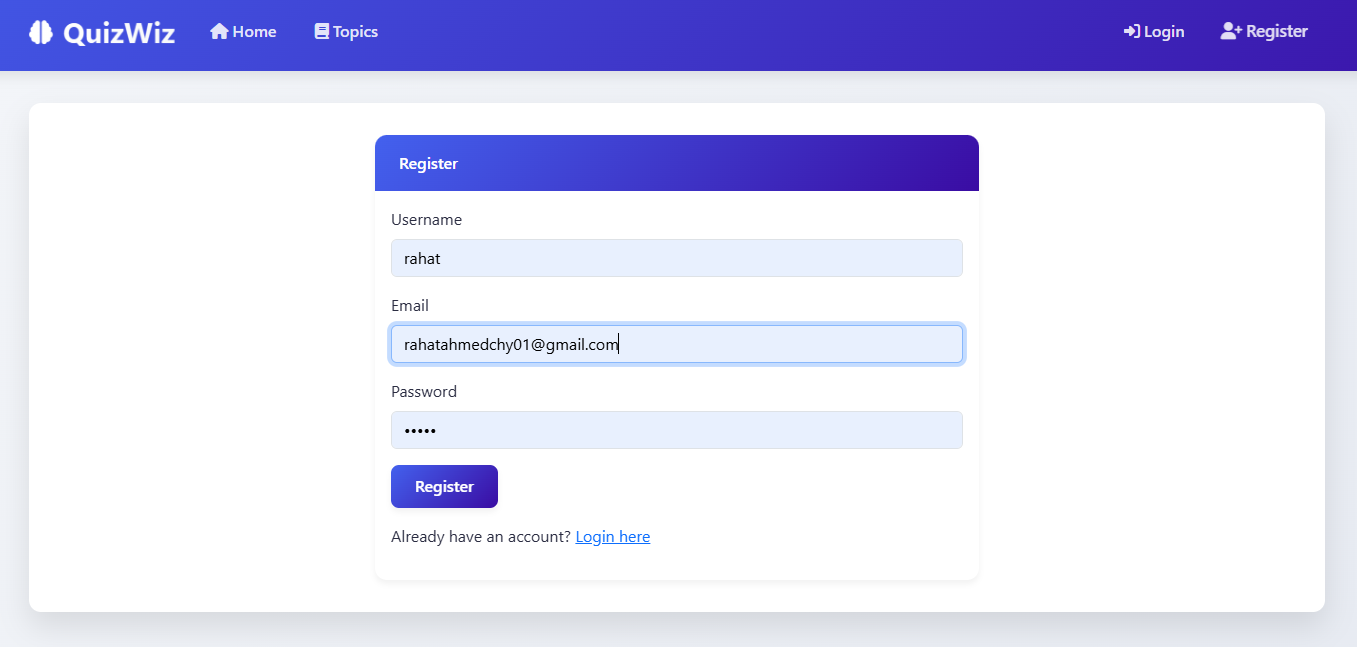 QuizWiz Home Topics Login Register
Register
Username
rahat
Email
rahatahmedchy01@gmail.com
Password
•••••
Register
Already have an account? Login here